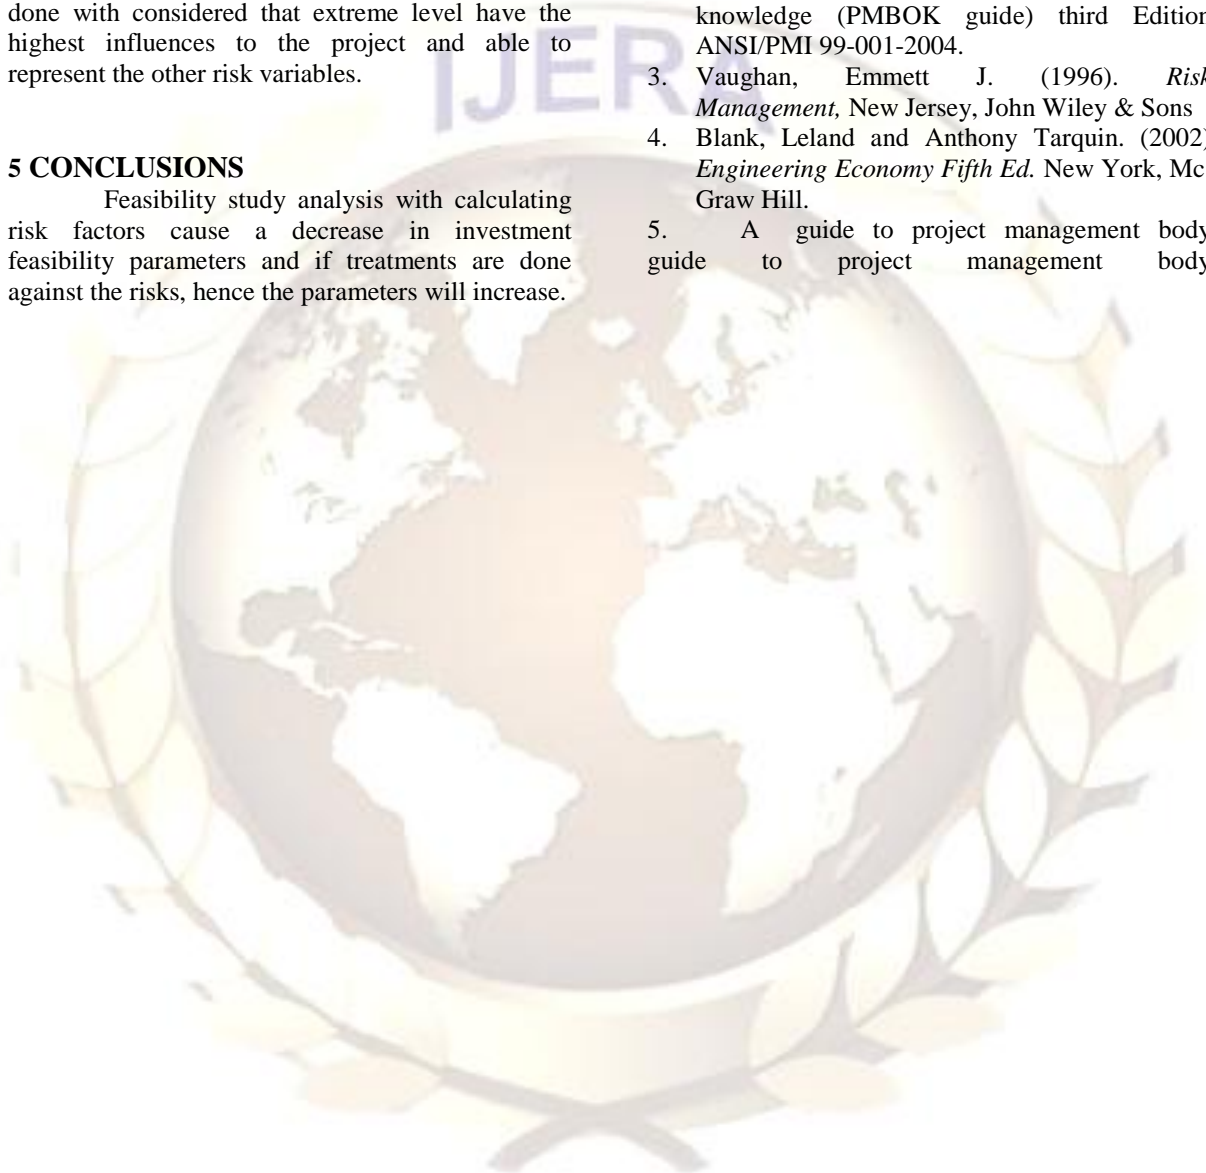 done with considered that extreme level have the
highest influences to the project and able to
represent the other risk variables.
5 CONCLUSIONS
Feasibility study analysis with calculating
risk factors cause a decrease in investment
feasibility parameters and if treatments are done
against the risks, hence the parameters will increase.
knowledge (PMBOK guide) third Edition
ANSI/PMI 99-001-2004.
3. Vaughan, Emmett J. (1996). Risk
Management, New Jersey, John Wiley & Sons
4. Blank, Leland and Anthony Tarquin. (2002)
Engineering Economy Fifth Ed. New York, Mc
Graw Hill.
5. A guide to project management body
guide to project management body
IJERA